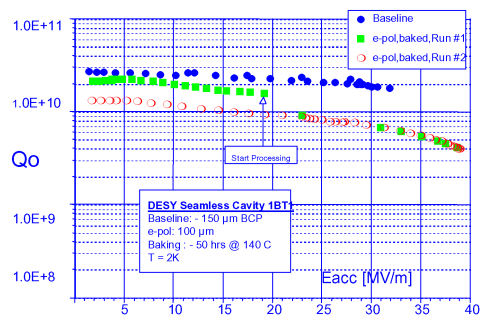 1.0E+11
Baseline
e-pol,baked,Run #1
e-pol,baked,Run #2
1.0E+10
Start Processing
Qo
DESY Seamless Cavity 1BT1
Baseline: - 150 µm BCP
e-pol: 100 µm
Baking : - 50 hrs @ 140 C
T = 2K
1.0E+9
1.0E+8
Eacc [MV/m]
5 10 15 20 25 30 35 40